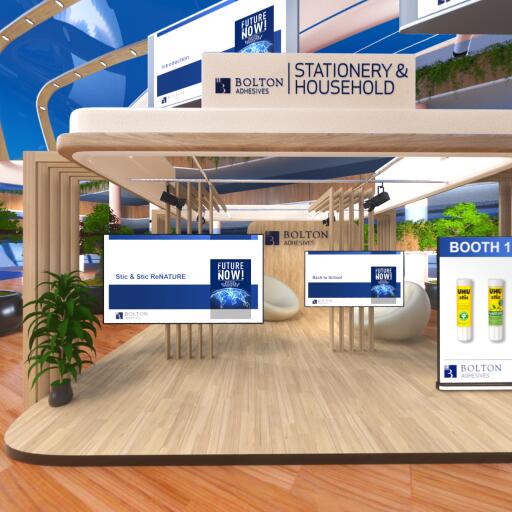 FUTURE
NOW!
Introduction
BOLTON
ADHESIVES
STATIONERY &
HOUSEHOLD
BOLTON
ADHESIVES
Stic & Stic ReNATURE
FUTURE
NOW!
BOLTON
Back to School
FUTURE
NOW!
BOLTON
BOOTH 1
UHU
stic
UHU
stic
BOLTON
ADHESIVES